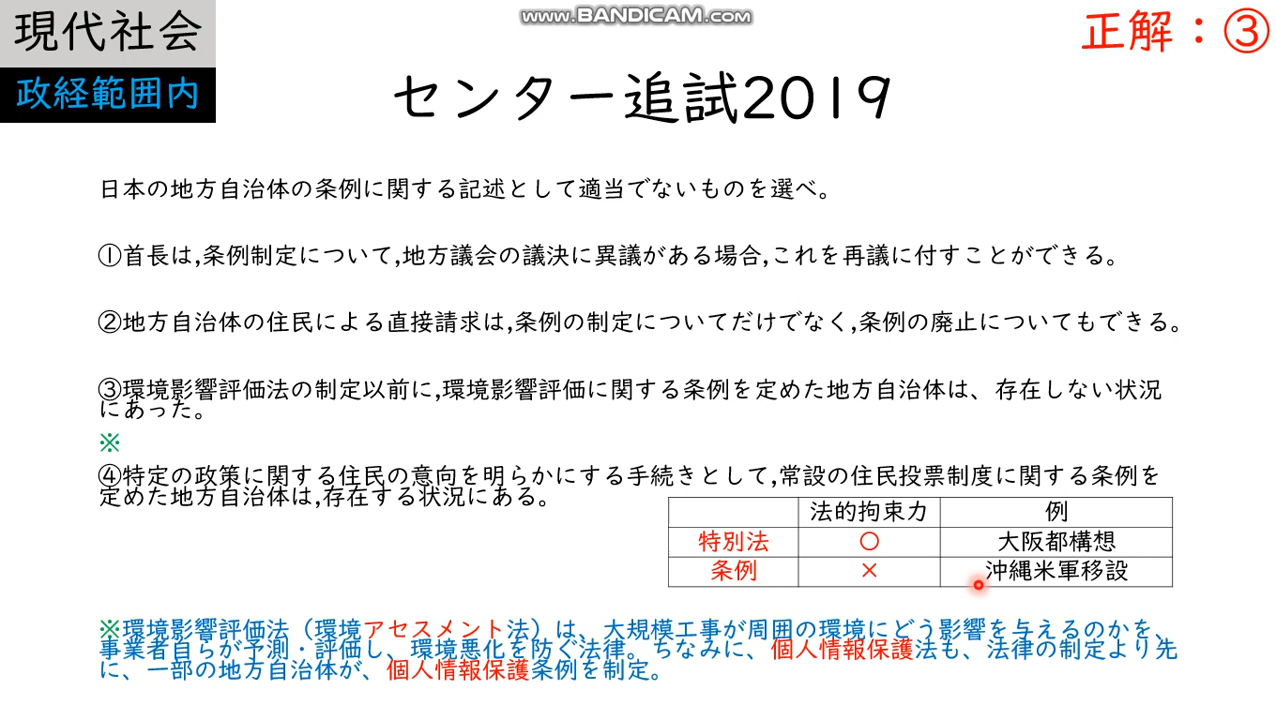 www.BANDICAM.com
現代社会
正解：③
政経範囲内
センター追試2019
日本の地方自治体の条例に関する記述として適当でないものを選べ。
①首長は,条例制定について,地方議会の議決に異議がある場合,これを再議に付すことができる。
②地方自治体の住民による直接請求は,条例の制定についてだけでなく,条例の廃止についてもできる。
③環境影響評価法の制定以前に,環境影響評価に関する条例を定めた地方自治体は、存在しない状況
にあった。
※
④特定の政策に関する住民の意向を明らかにする手続きとして,常設の住民投票制度に関する条例を
定めた地方自治体は,存在する状況にある。
法的拘束力 例
特別法 〇 大阪都構想
条例 × 沖縄米軍移設
※環境影響評価法（環境アセスメント法）は、大規模工事が周囲の環境にどう影響を与えるのかを、
事業者自らが予測・評価し、環境悪化を防ぐ法律。ちなみに、個人情報保護法も、法律の制定より先
に、一部の地方自治体が、個人情報保護条例を制定。